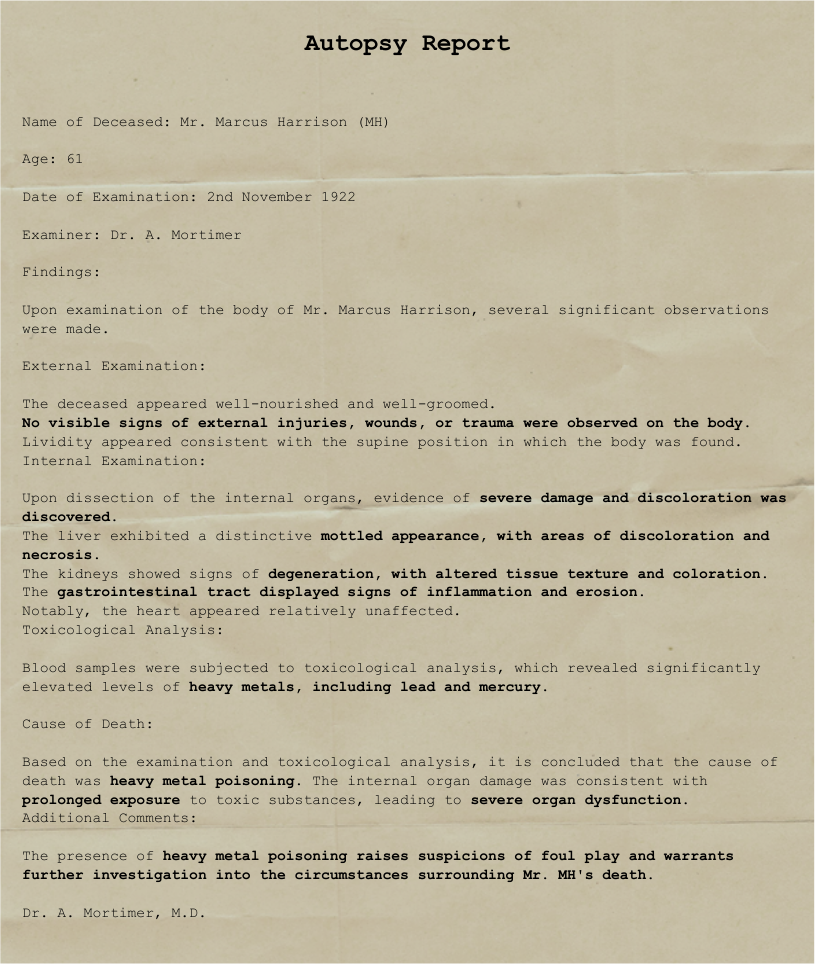 Autopsy Report
Name of Deceased: Mr. Marcus Harrison (MH)
Age: 61
Date of Examination: 2nd November 1922
Examiner: Dr. A. Mortimer
Findings:
Upon examination of the body of Mr. Marcus Harrison, several significant observations
were made.
External Examination:
The deceased appeared well-nourished and well-groomed.
No visible signs of external injuries, wounds, or trauma were observed on the body.
Lividity appeared consistent with the supine position in which the body was found.
Internal Examination:
Upon dissection of the internal organs, evidence of severe damage and discoloration was
discovered.
The liver exhibited a distinctive mottled appearance, with areas of discoloration and
necrosis.
The kidneys showed signs of degeneration, with altered tissue texture and coloration.
The gastrointestinal tract displayed signs of inflammation and erosion.
Notably, the heart appeared relatively unaffected.
Toxicological Analysis:
Blood samples were subjected to toxicological analysis, which revealed significantly
elevated levels of heavy metals, including lead and mercury.
Cause of Death:
Based on the examination and toxicological analysis, it is concluded that the cause of
death was heavy metal poisoning. The internal organ damage was consistent with
prolonged exposure to toxic substances, leading to severe organ dysfunction.
Additional Comments:
The presence of heavy metal poisoning raises suspicions of foul play and warrants
further investigation into the circumstances surrounding Mr. MH's death.
Dr. A. Mortimer, M.D.